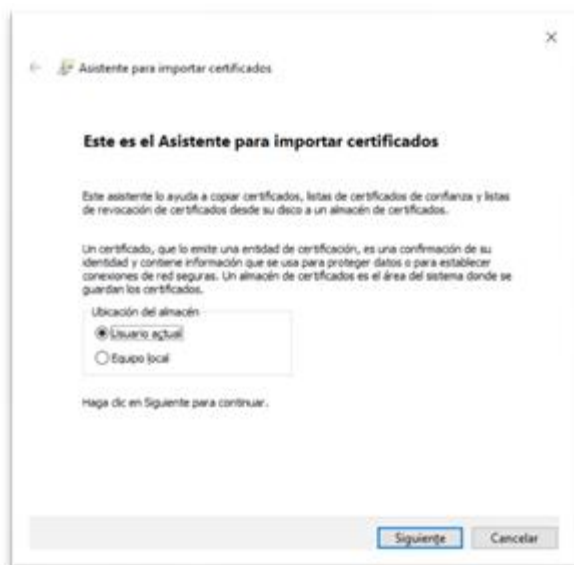 Asistente para importar certificados
Este es el Asistente para importar certificados
Este asistente lo ayuda a copiar certificados, listas de certificados de confianza y listas
de revocación de certificados desde su disco a un almacén de certificados.
Un certificado, que lo emite una entidad de certificación, es una confirmación de su
identidad y contiene información que se usa para proteger datos o para establecer
conexiones de red seguras. Un almacén de certificados es el área del sistema donde se
guardan los certificados.
Ubicación del almacén
Usuario actual
Equipo local
Haga clic en Siguiente para continuar.
Siguiente Cancelar